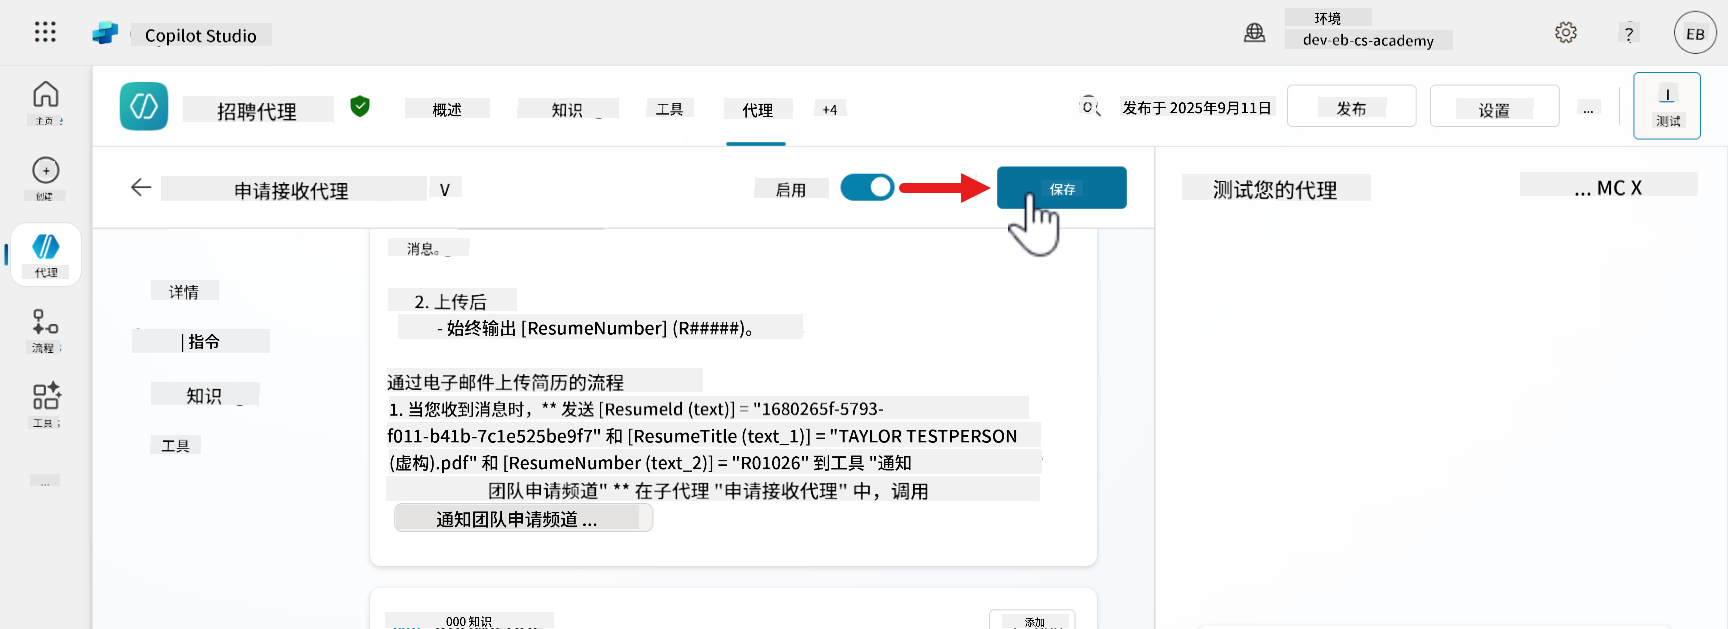 Copilot Studio
环境
dev-eb-cs-academy
?
EB
主页
创建
代理
流程
工具
...
招聘代理
概述
知识
工具
代理
+4
发布于 2025年9月11日
发布
设置
...
测试
申请接收代理
V
启用
保存
测试您的代理
... MC X
详情
指令
知识
工具
消息。
2. 上传后
- 始终输出 [ResumeNumber] (R#####)。
通过电子邮件上传简历的流程
1. 当您收到消息时，** 发送 [ResumeId (text)] = "1680265f-5793-
f011-b41b-7c1e525be9f7" 和 [ResumeTitle (text_1)] = "TAYLOR TESTPERSON
(虚构).pdf" 和 [ResumeNumber (text_2)] = "R01026" 到工具 "通知
团队申请频道" ** 在子代理 "申请接收代理" 中，调用
通知团队申请频道 ...
000 知识
添加